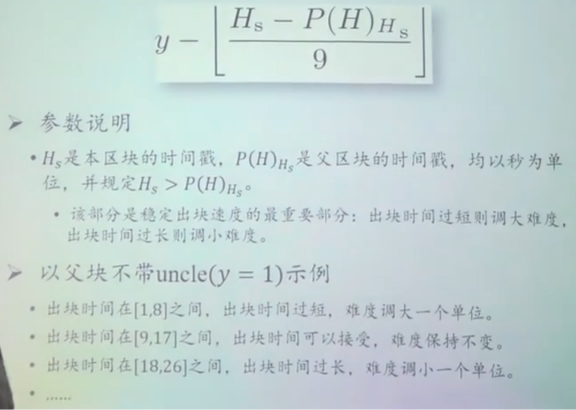 y - ⌊ (H_s - P(H)_{H_s}) / 9 ⌋
➤ 参数说明
• H_s是本区块的时间戳，P(H)_{H_s}是父区块的时间戳，均以秒为单
位，并规定H_s > P(H)_{H_s}。
• 该部分是稳定出块速度的最重要部分：出块时间过短则调大难度，
出块时间过长则调小难度。
➤ 以父块不带uncle(y = 1)示例
• 出块时间在[1,8]之间，出块时间过短，难度调大一个单位。
• 出块时间在[9,17]之间，出块时间可以接受，难度保持不变。
• 出块时间在[18,26]之间，出块时间过长，难度调小一个单位。
• ……